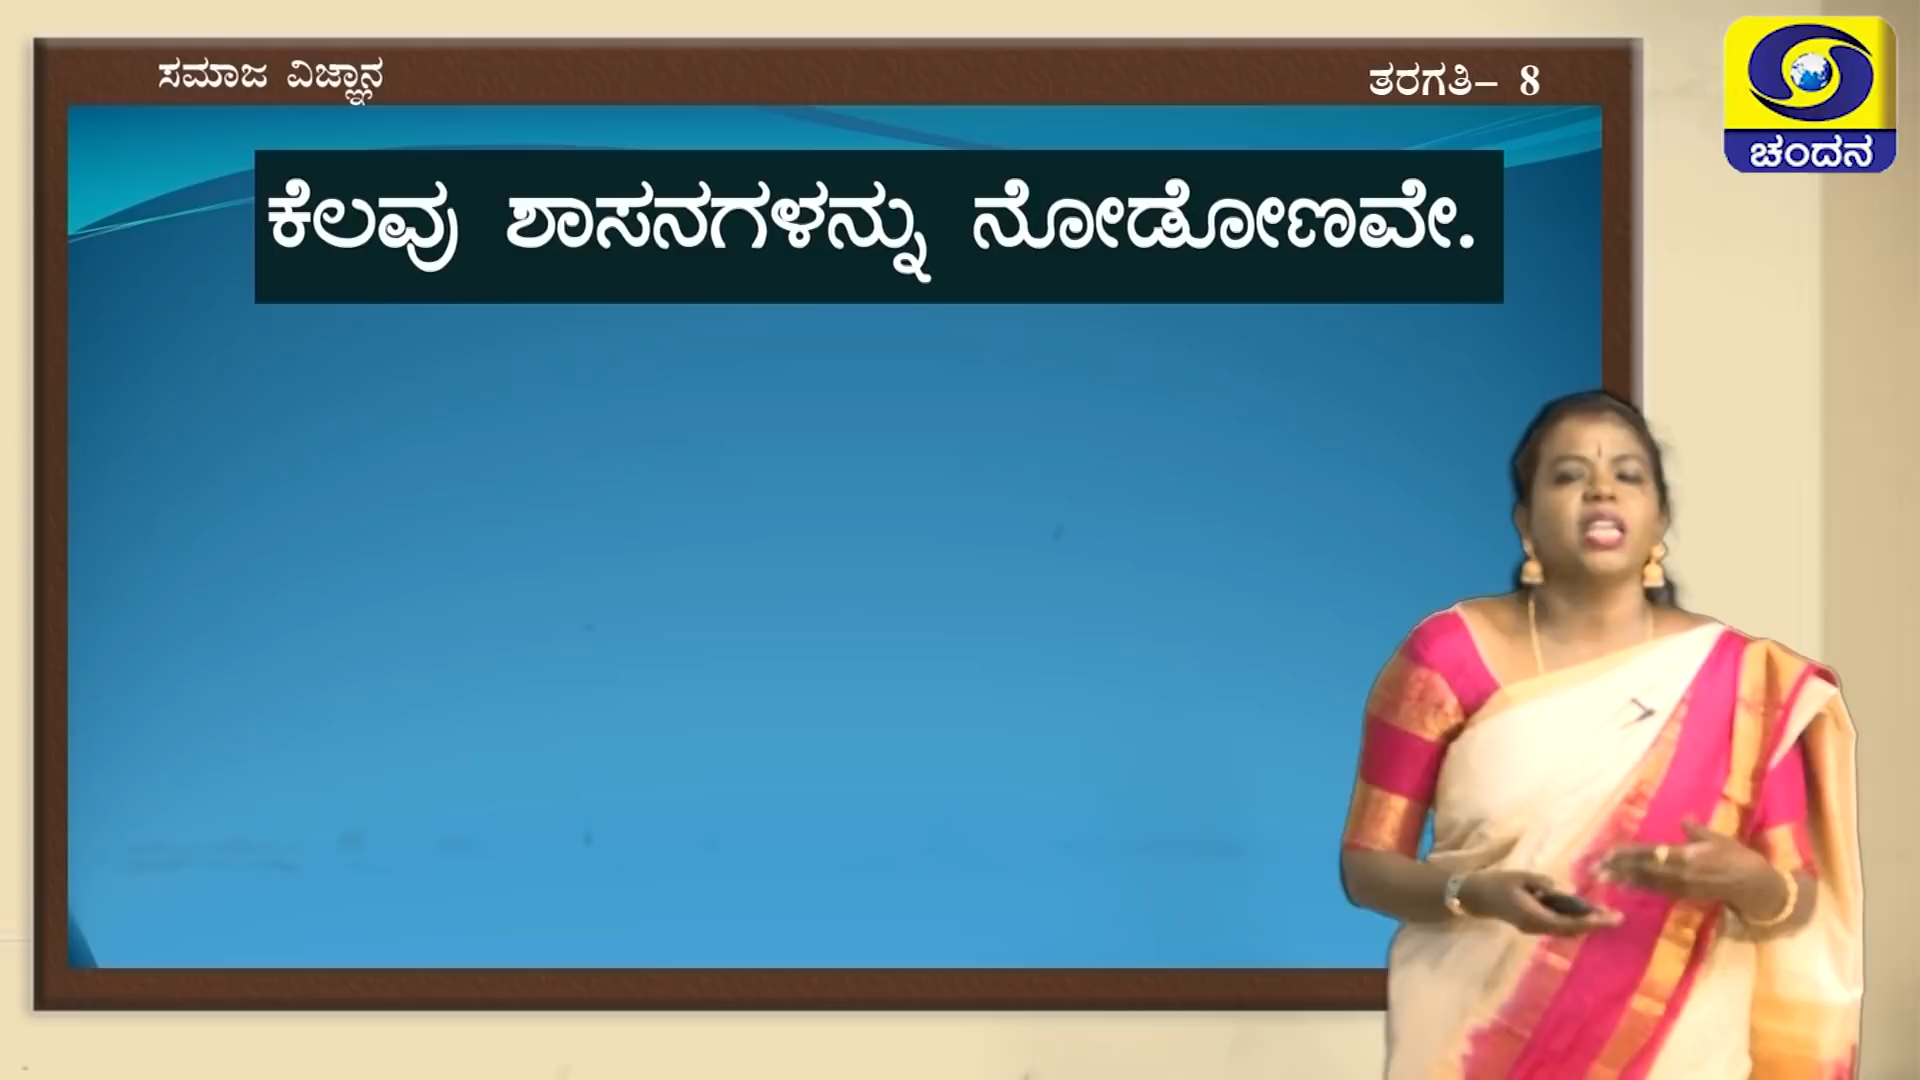 ಸಮಾಜ ವಿಜ್ಞಾನ
ತರಗತಿ– 8
ಚಂದನ
ಕೆಲವು ಶಾಸನಗಳನ್ನು ನೋಡೋಣವೇ.